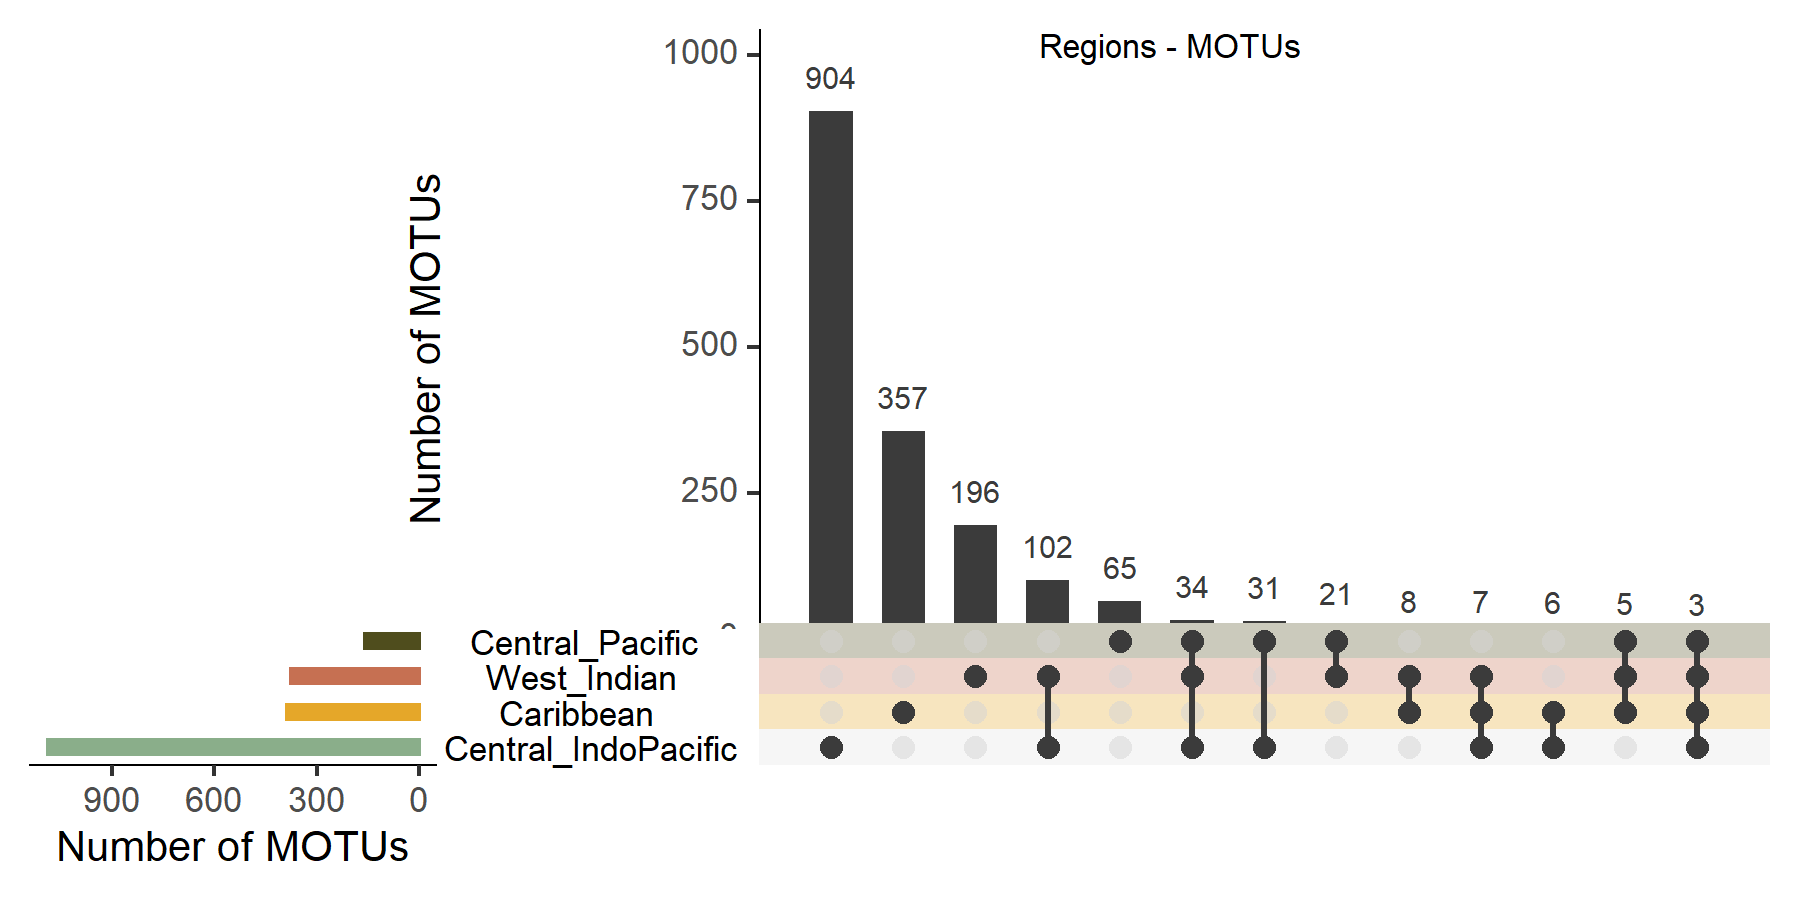 Regions - MOTUs
Number of MOTUs
1000
750
500
250
904
357
196
102
65
34
31
21
8
7
6
5
3
Central_Pacific
West_Indian
Caribbean
Central_IndoPacific
900 600 300 0
Number of MOTUs